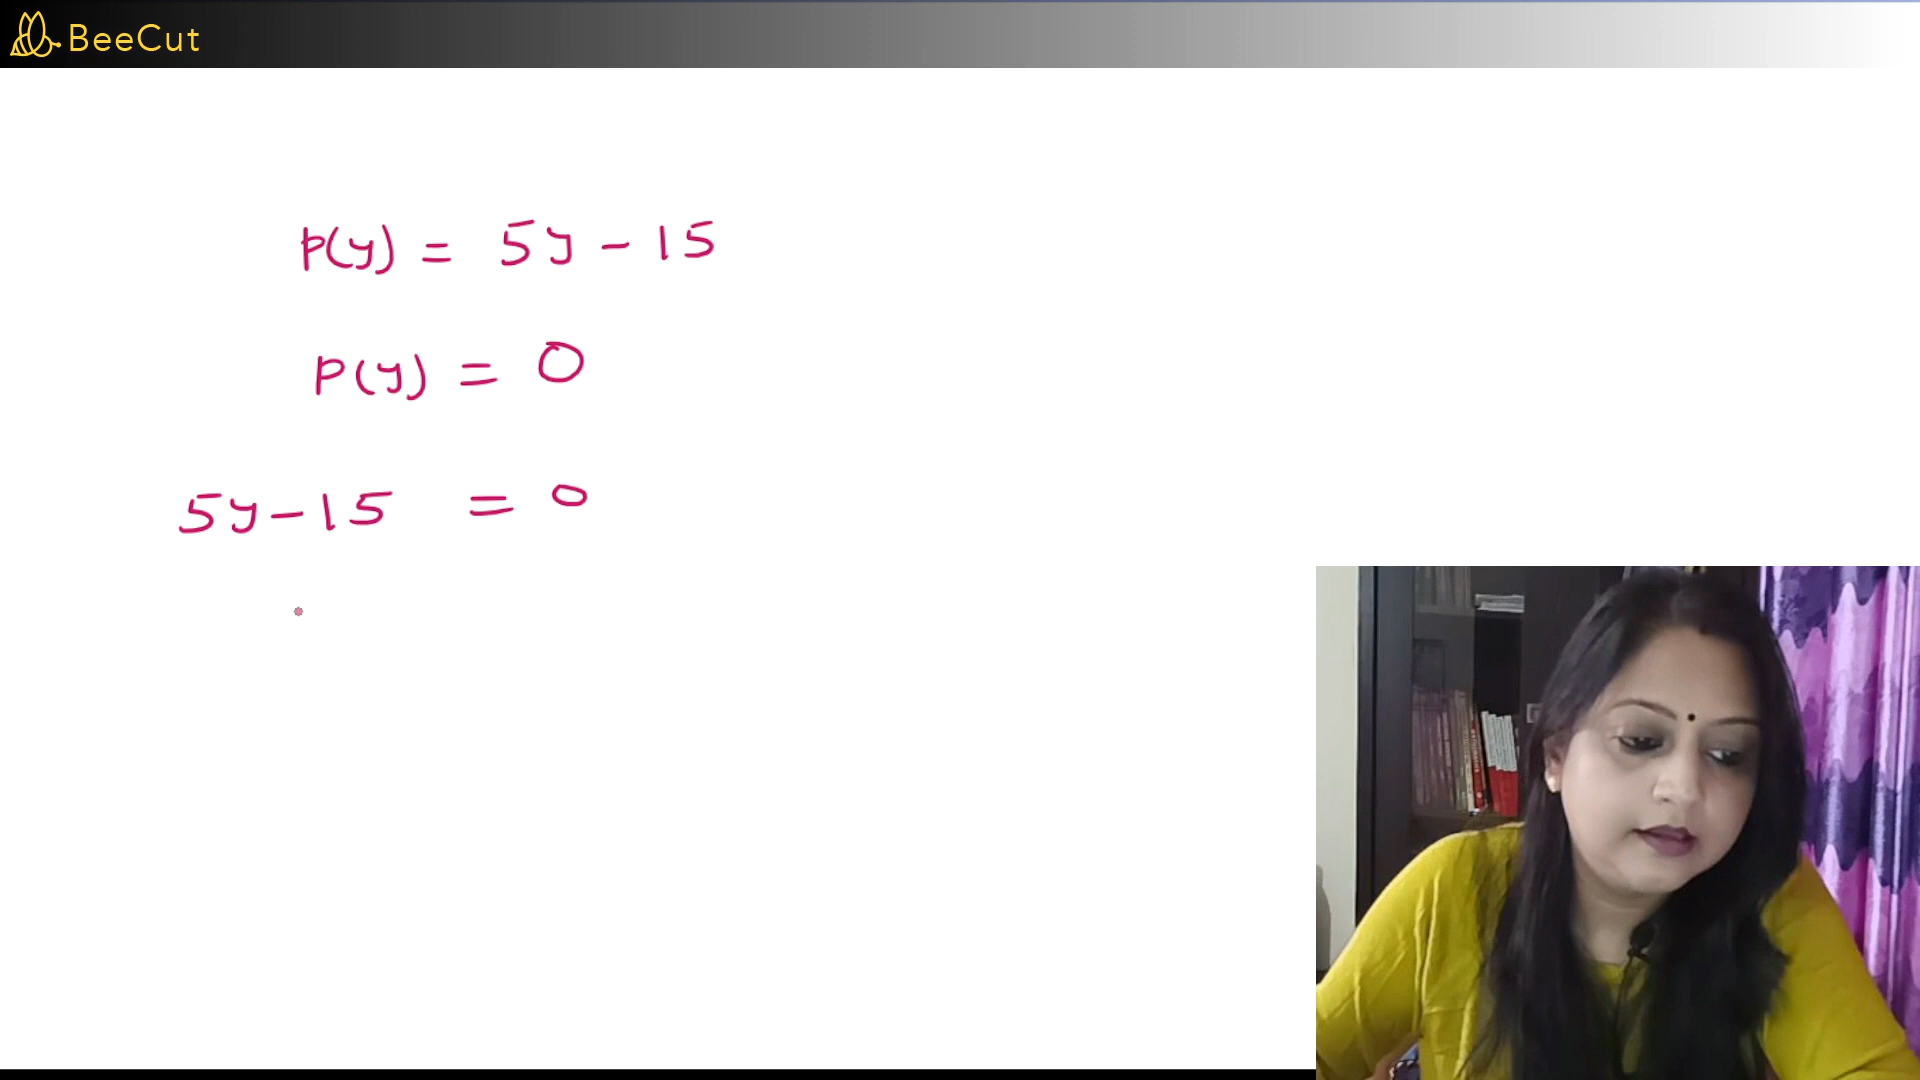 BeeCut
p(y) = 5y - 15
p(y) = 0
5y - 15 = 0